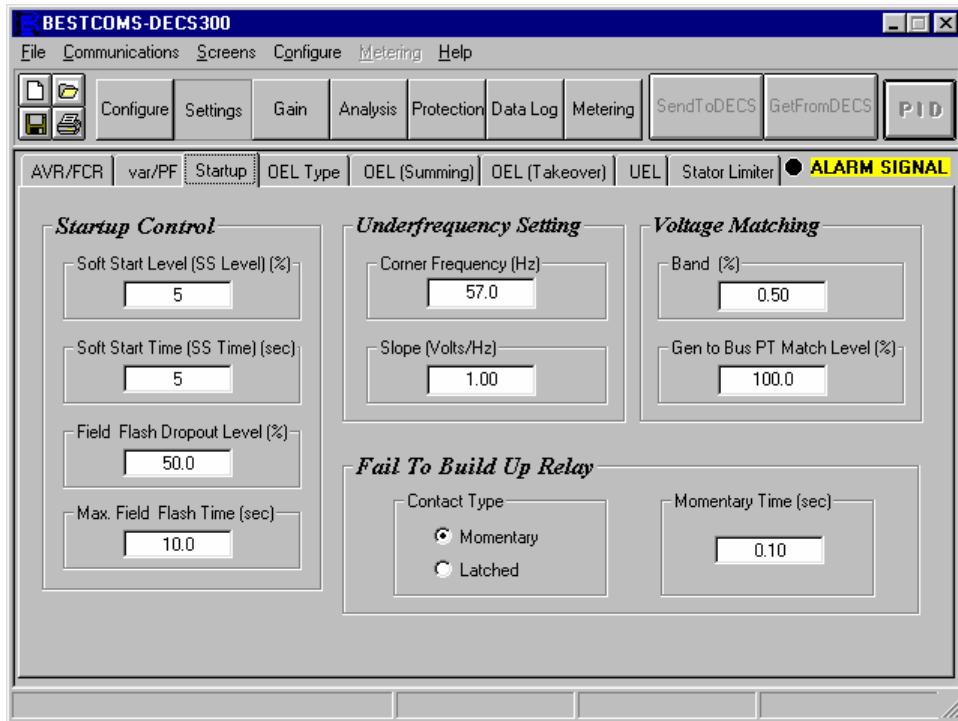 BESTCOMS-DECS300
File Communications Screens Configure Metering Help
Configure Settings Gain Analysis Protection Data Log Metering SendToDECS GetFromDECS PID
AVR/FCR var/PF Startup OEL Type OEL (Summing) OEL (Takeover) UEL Stator Limiter ALARM SIGNAL
Startup Control
Soft Start Level (SS Level) (%)
5
Soft Start Time (SS Time) (sec)
5
Field Flash Dropout Level (%)
50.0
Max. Field Flash Time (sec)
10.0
Underfrequency Setting
Corner Frequency (Hz)
57.0
Slope (Volts/Hz)
1.00
Voltage Matching
Band (%)
0.50
Gen to Bus PT Match Level (%)
100.0
Fail To Build Up Relay
Contact Type
Momentary
Latched
Momentary Time (sec)
0.10